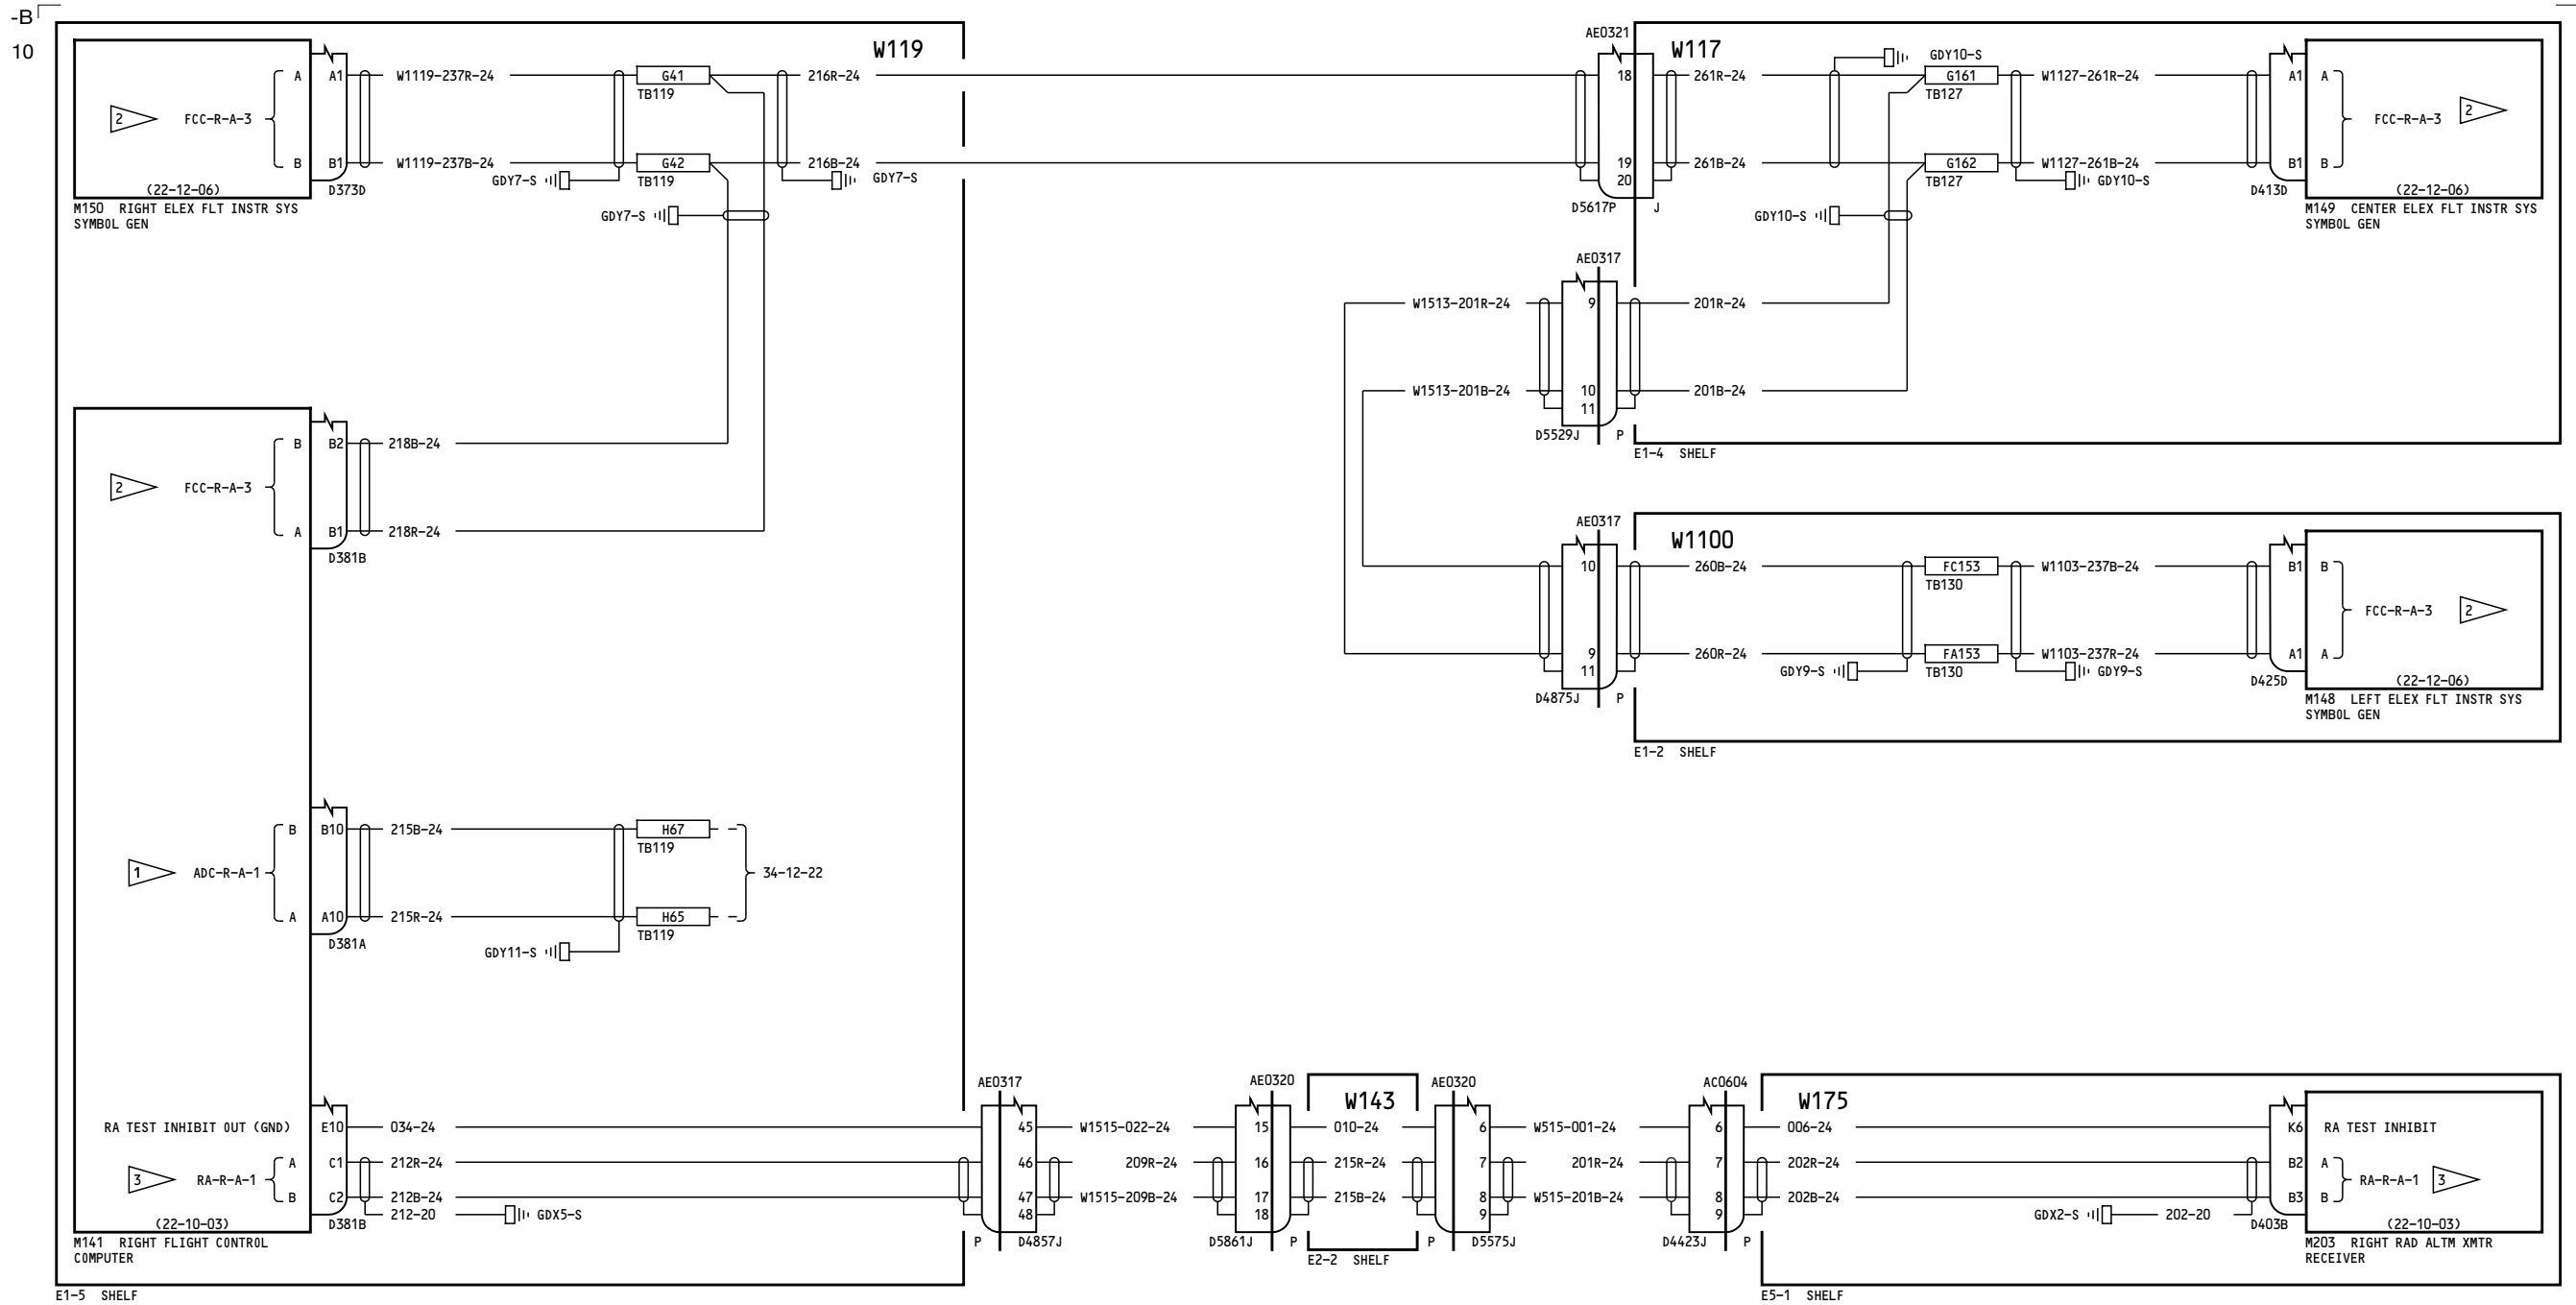 -B
10
W119
A
A1
W1119-237R-24
G41
TB119
216R-24
2
FCC-R-A-3
B
B1
W1119-237B-24
G42
TB119
216B-24
GDY7-S
GDY7-S
(22-12-06)
D373D
M150 RIGHT ELEX FLT INSTR SYS
SYMBOL GEN
GDY7-S
B
B2
218B-24
2
FCC-R-A-3
A
B1
218R-24
D381B
B
B10
215B-24
H67
TB119
1
ADC-R-A-1
34-12-22
A
A10
215R-24
H65
TB119
D381A
GDY11-S
RA TEST INHIBIT OUT (GND)
E10
034-24
A
C1
212R-24
3
RA-R-A-1
B
C2
212B-24
212-20
GDX5-S
(22-10-03)
D381B
M141 RIGHT FLIGHT CONTROL
COMPUTER
E1-5 SHELF
AE0321
W117
18
261R-24
GDY10-S
G161
TB127
W1127-261R-24
A1
A
FCC-R-A-3
2
19
261B-24
G162
TB127
W1127-261B-24
B1
B
20
GDY10-S
D5617P
J
GDY10-S
D413D
(22-12-06)
M149 CENTER ELEX FLT INSTR SYS
SYMBOL GEN
AE0317
W1513-201R-24
9
201R-24
W1513-201B-24
10
201B-24
11
D5529J
P
E1-4 SHELF
AE0317
W1100
10
260B-24
FC153
TB130
W1103-237B-24
B1
B
FCC-R-A-3
2
9
260R-24
FA153
TB130
W1103-237R-24
A1
A
11
GDY9-S
GDY9-S
D4875J
P
D425D
(22-12-06)
M148 LEFT ELEX FLT INSTR SYS
SYMBOL GEN
E1-2 SHELF
AE0317
45
46
47
48
P
D4857J
W1515-022-24
209R-24
W1515-209B-24
AE0320
15
16
17
18
D5861J
P
W143
010-24
215R-24
215B-24
E2-2 SHELF
AE0320
6
7
8
9
P
D5575J
W515-001-24
201R-24
W515-201B-24
AC0604
6
7
8
9
D4423J
P
W175
006-24
202R-24
202B-24
GDX2-S
202-20
K6
RA TEST INHIBIT
B2
A
RA-R-A-1
3
B3
B
D403B
(22-10-03)
M203 RIGHT RAD ALTM XMTR
RECEIVER
E5-1 SHELF